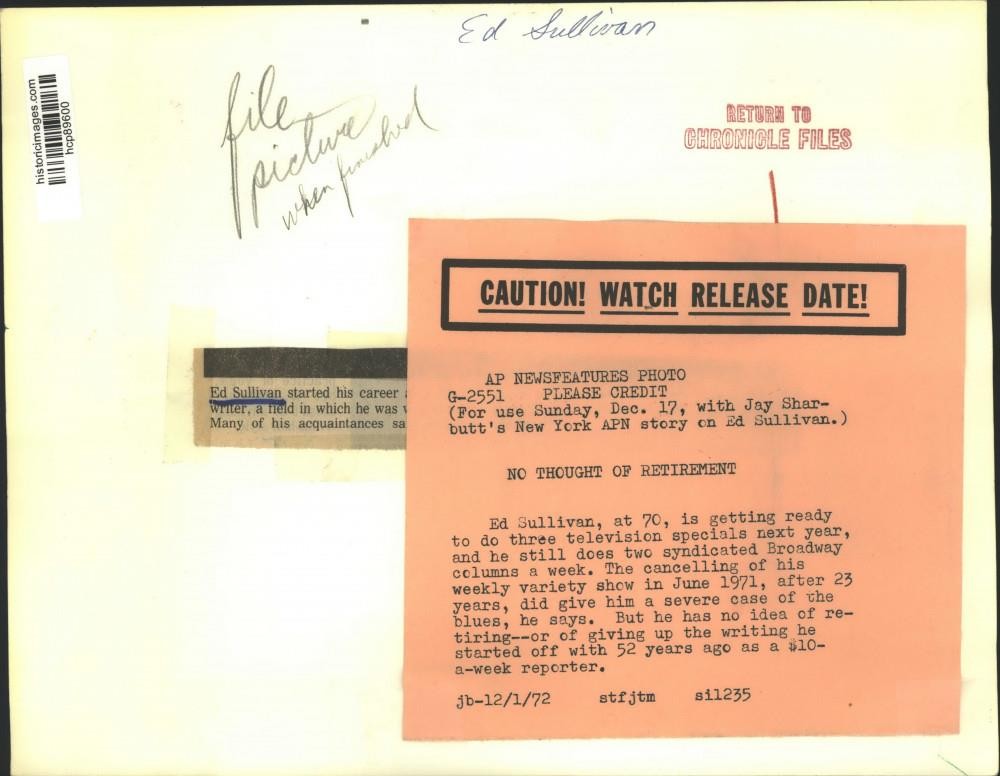 Ed Sullivan
historicimages.com
hcp89600
file
picture
when finished
RETURN TO
CHRONICLE FILES
CAUTION! WATCH RELEASE DATE!
Ed Sullivan started his career
writer, a field in which he was
Many of his acquaintances sa
AP NEWSFEATURES PHOTO
G-2551 PLEASE CREDIT
(For use Sunday, Dec. 17, with Jay Shar-
butt's New York APN story on Ed Sullivan.)
NO THOUGHT OF RETIREMENT
Ed Sullivan, at 70, is getting ready
to do three television specials next year,
and he still does two syndicated Broadway
columns a week. The cancelling of his
weekly variety show in June 1971, after 23
years, did give him a severe case of the
blues, he says. But he has no idea of re-
tiring--or of giving up the writing he
started off with 52 years ago as a $10-
a-week reporter.
jb-12/1/72 stfjtm sil235